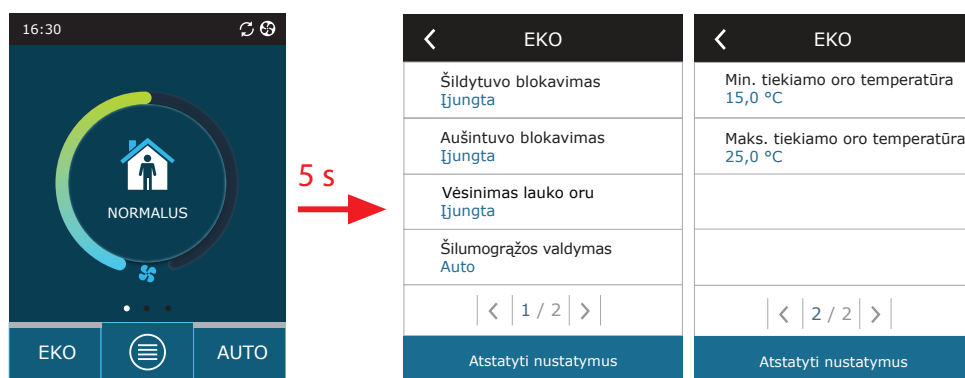 16:30
NORMALUS
EKO
AUTO
5 s
EKO
Šildytuvo blokavimas
Įjungta
Aušintuvo blokavimas
Įjungta
Vėsinimas lauko oru
Įjungta
Šilumogrąžos valdymas
Auto
1 / 2
Atstatyti nustatymus
EKO
Min. tiekiamo oro temperatūra
15,0 °C
Maks. tiekiamo oro temperatūra
25,0 °C
2 / 2
Atstatyti nustatymus